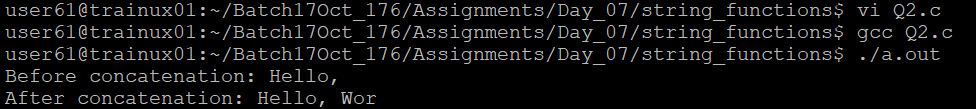 user61@trainux01:~/Batch17Oct_176/Assignments/Day_07/string_functions$ vi Q2.c
user61@trainux01:~/Batch17Oct_176/Assignments/Day_07/string_functions$ gcc Q2.c
user61@trainux01:~/Batch17Oct_176/Assignments/Day_07/string_functions$ ./a.out
Before concatenation: Hello,
After concatenation: Hello, Wor